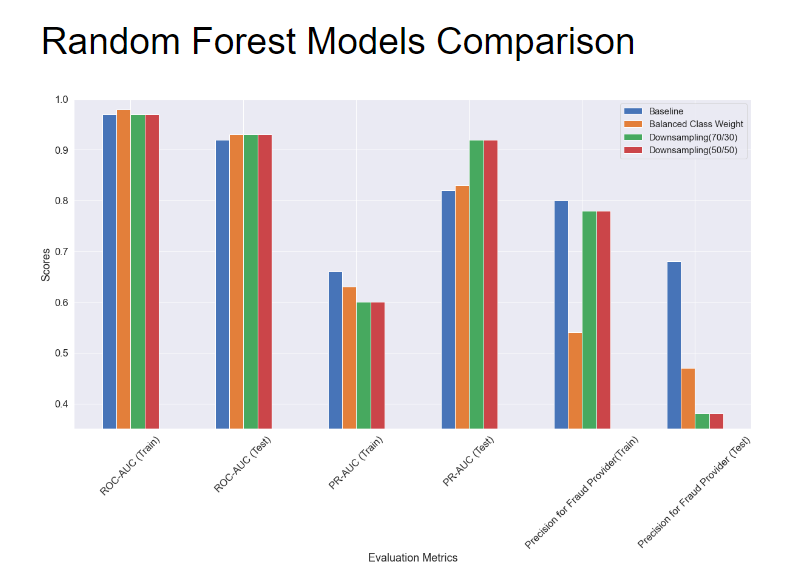 Random Forest Models Comparison
Baseline
Balanced Class Weight
Downsampling(70/30)
Downsampling(50/50)
Scores
1.0
0.9
0.8
0.7
0.6
0.5
0.4
ROC-AUC (Train)
ROC-AUC (Test)
PR-AUC (Train)
PR-AUC (Test)
Precision for Fraud Provider(Train)
Precision for Fraud Provider (Test)
Evaluation Metrics